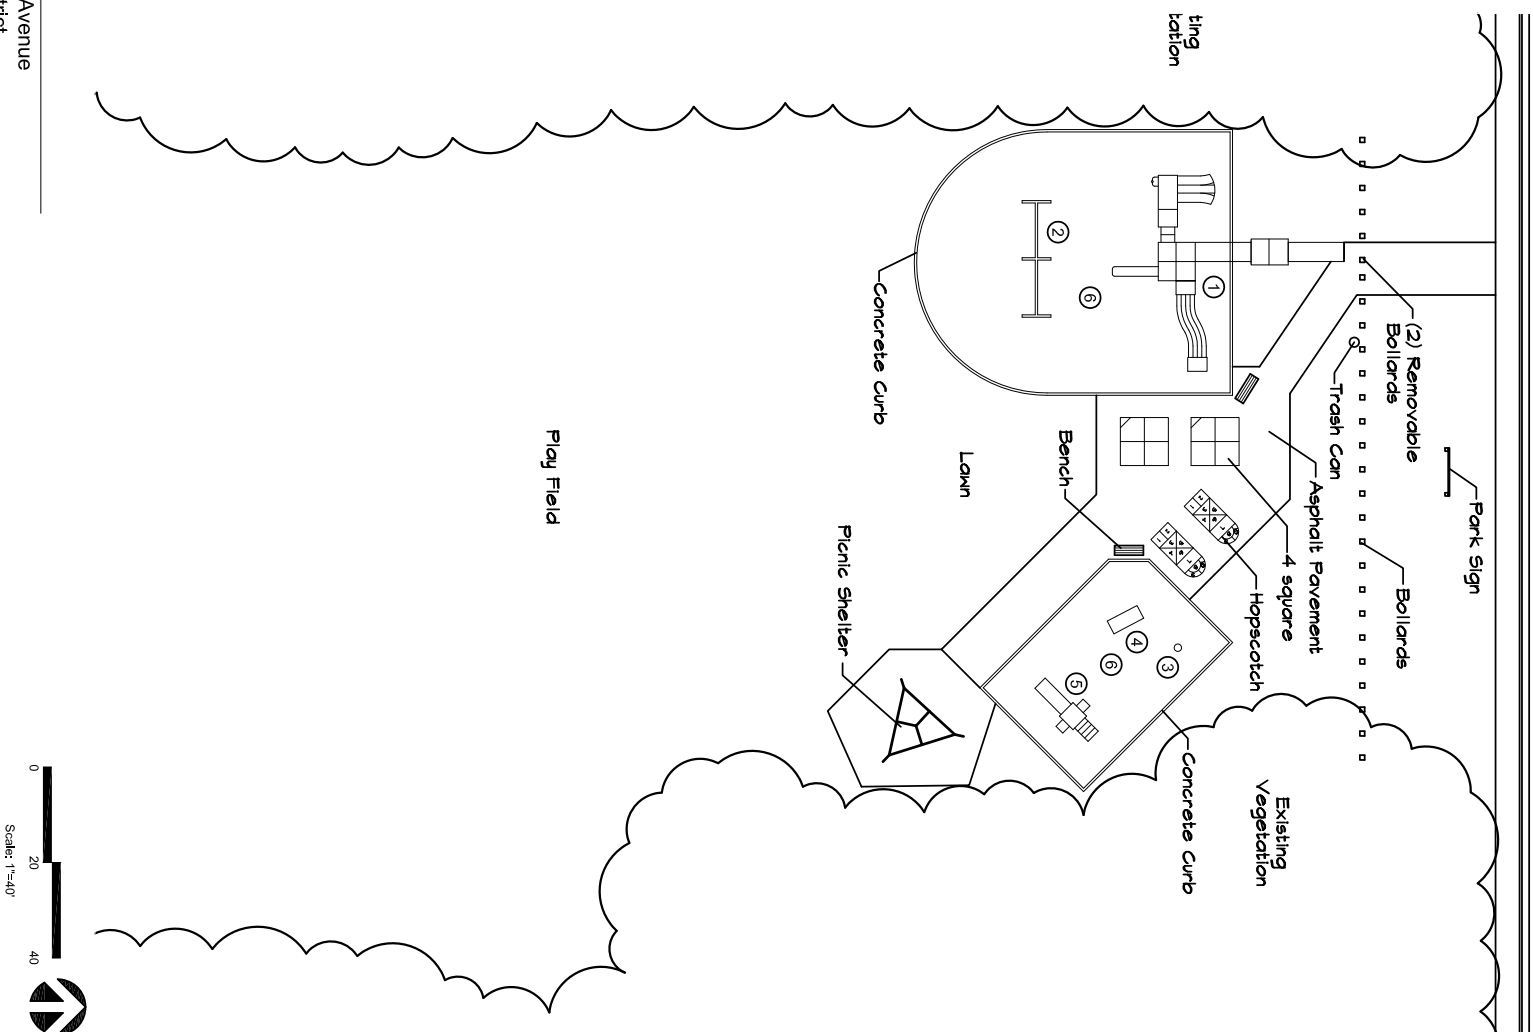 Park Sign
(2) Removable
Bollards
Bollards
Trash Can
Asphalt Pavement
4 square
Existing
Vegetation
Hopscotch
1
ting
tation
Concrete Curb
3
4
6
6
5
Bench
2
Lawn
Concrete Curb
Picnic Shelter
Play Field
0 20 40
Scale: 1"=40'
Avenue
trict